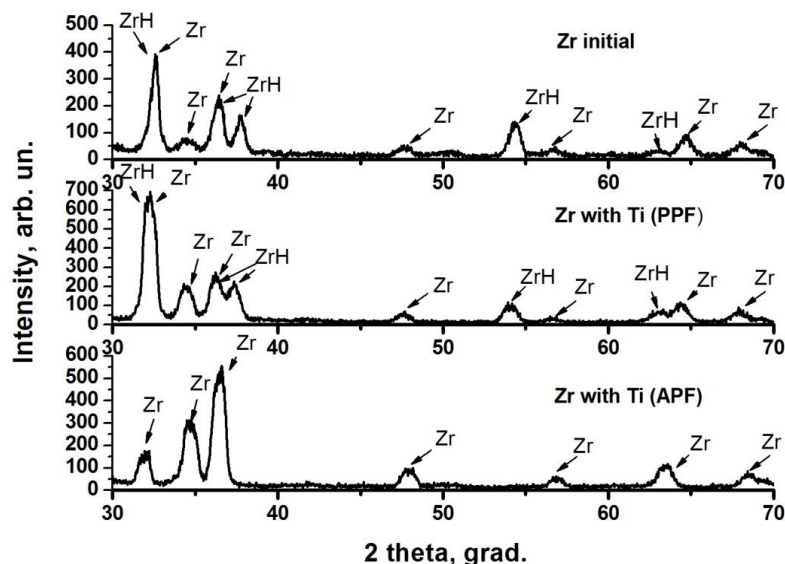 Intensity, arb. un.
Zr initial
500
400
300
200
100
0
ZrH
Zr
Zr
Zr
ZrH
Zr
ZrH
Zr
ZrH
Zr
Zr
30 40 50 60 70
Zr with Ti (PPF)
700
600
500
400
300
200
100
0
ZrH
Zr
Zr
Zr
ZrH
Zr
ZrH
Zr
ZrH
Zr
Zr
30 40 50 60 70
Zr with Ti (APF)
600
500
400
300
200
100
0
Zr
Zr
Zr
Zr
Zr
Zr
Zr
30 40 50 60 70
2 theta, grad.